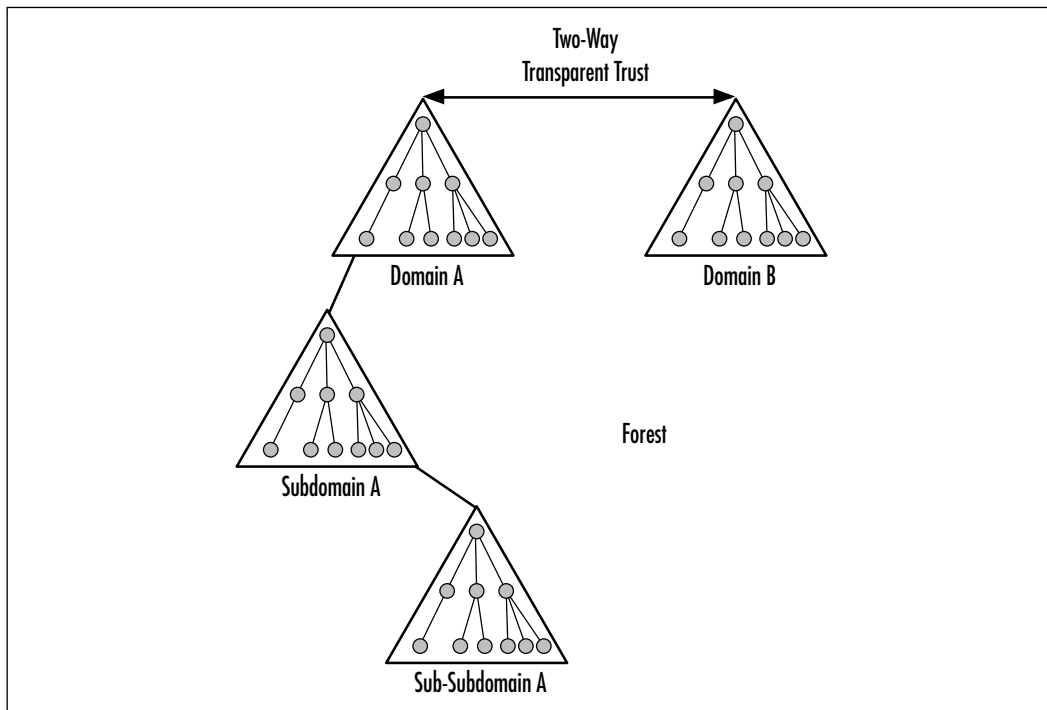 Two-Way
Transparent Trust
Domain A
Domain B
Subdomain A
Forest
Sub-Subdomain A